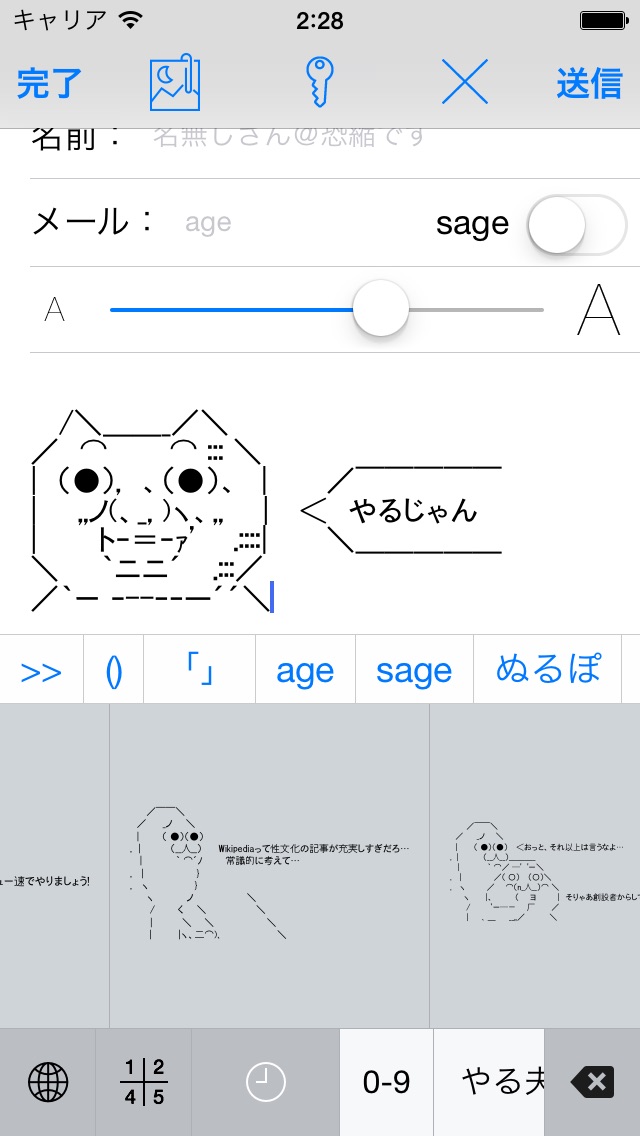 キャリア 2:28
完了 送信
名前： 名無しさん＠恐縮です
メール： age sage
A A
やるじゃん
>> () 「」 age sage ぬるぽ
ュー速でやりましょう!
Wikipediaって性文化の記事が充実しすぎだろ…
常識的に考えて…
＜おっと、それ以上は言うなよ…
そりゃあ創設者からして
1 2
4 5
0-9 やる夫